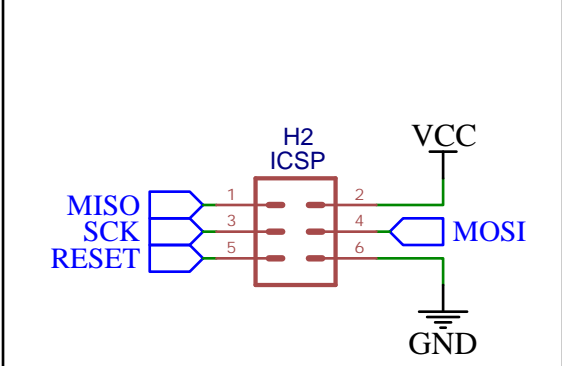 H2
ICSP
VCC
MISO 1 2
SCK 3 4 MOSI
RESET 5 6
GND